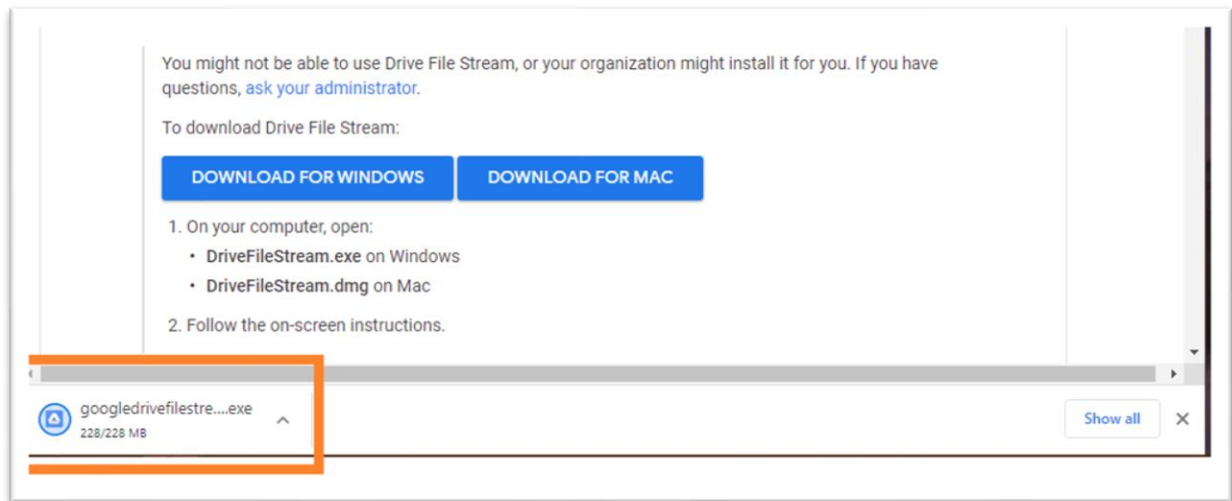 You might not be able to use Drive File Stream, or your organization might install it for you. If you have
questions, ask your administrator.
To download Drive File Stream:
DOWNLOAD FOR WINDOWS DOWNLOAD FOR MAC
1. On your computer, open:
• DriveFileStream.exe on Windows
• DriveFileStream.dmg on Mac
2. Follow the on-screen instructions.
googledrivefilestre....exe
228/228 MB
Show all